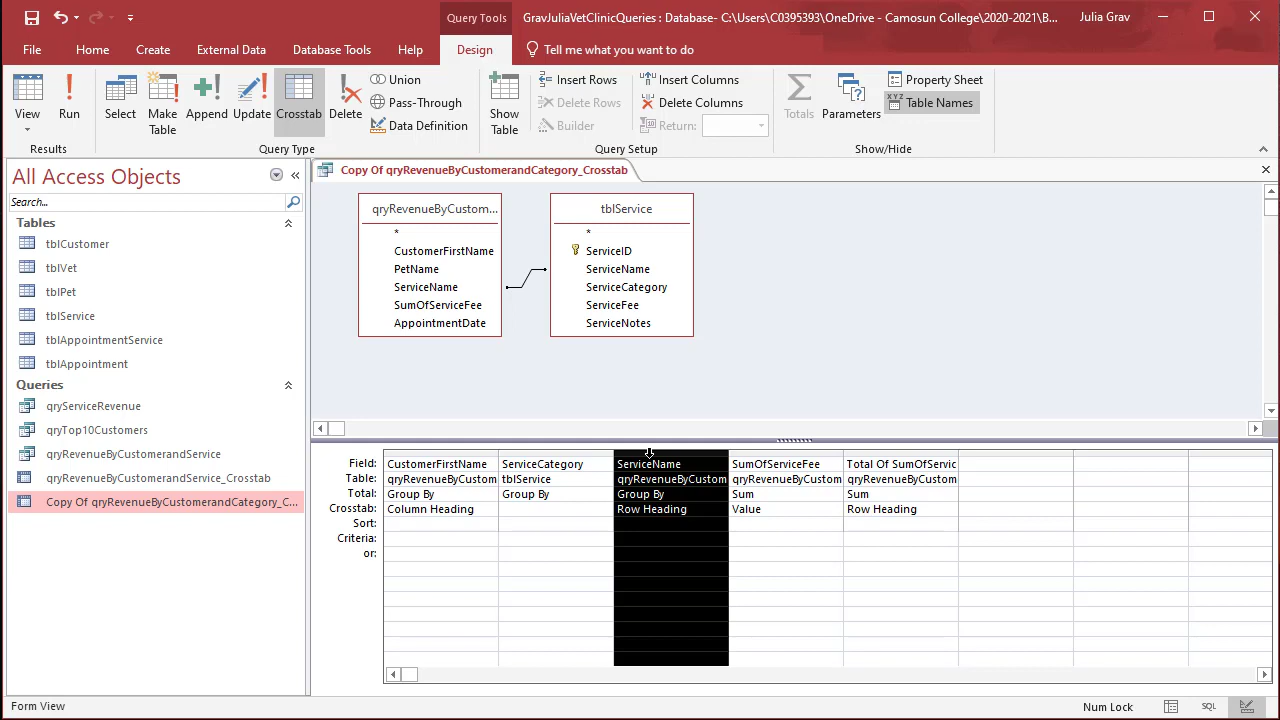 Query Tools
GravJuliaVetClinicQueries : Database- C:\Users\C0395393\OneDrive - Camosun College\2020-2021\B...
Julia Grav
File
Home
Create
External Data
Database Tools
Help
Design
Tell me what you want to do
View
Run
Results
Select
Make Table
Append
Update
Crosstab
Delete
Union
Pass-Through
Data Definition
Query Type
Show Table
Insert Rows
Delete Rows
Builder
Insert Columns
Delete Columns
Return:
Query Setup
Totals
Parameters
Property Sheet
Table Names
Show/Hide
All Access Objects
Search...
Tables
tblCustomer
tblVet
tblPet
tblService
tblAppointmentService
tblAppointment
Queries
qryServiceRevenue
qryTop10Customers
qryRevenueByCustomerandService
qryRevenueByCustomerandService_Crosstab
Copy Of qryRevenueByCustomerandCategory_C...
Copy Of qryRevenueByCustomerandCategory_Crosstab
qryRevenueByCustom...
*
CustomerFirstName
PetName
ServiceName
SumOfServiceFee
AppointmentDate
tblService
*
ServiceID
ServiceName
ServiceCategory
ServiceFee
ServiceNotes
Field: CustomerFirstName ServiceCategory ServiceName SumOfServiceFee Total Of SumOfServic
Table: qryRevenueByCustom tblService qryRevenueByCustom qryRevenueByCustom qryRevenueByCustom
Total: Group By Group By Group By Sum Sum
Crosstab: Column Heading Row Heading Value Row Heading
Sort:
Criteria:
or:
Form View
Num Lock
SQL